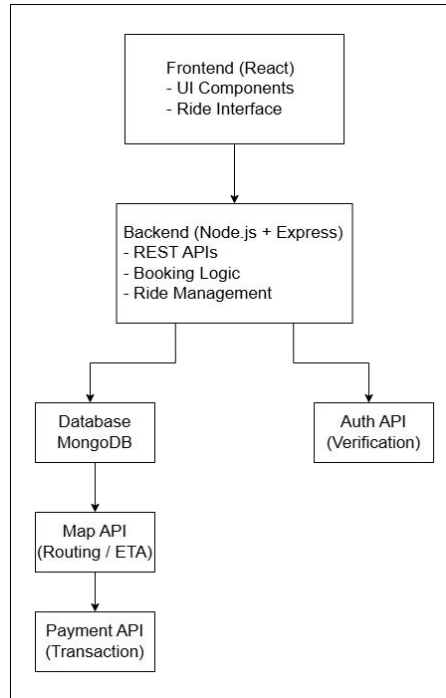 Frontend (React)
- UI Components
- Ride Interface
Backend (Node.js + Express)
- REST APIs
- Booking Logic
- Ride Management
Database
MongoDB
Auth API
(Verification)
Map API
(Routing / ETA)
Payment API
(Transaction)